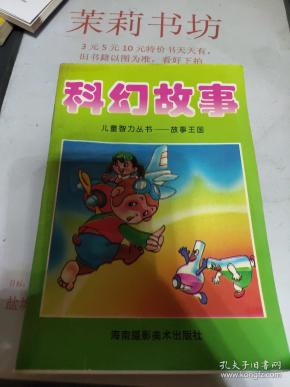 茉莉书坊
3元5元10元特价书天天有,
旧书籍以图为准,看好下拍
科幻故事
儿童智力丛书——故事王国
海南摄影美术出版社
孔夫子旧书网